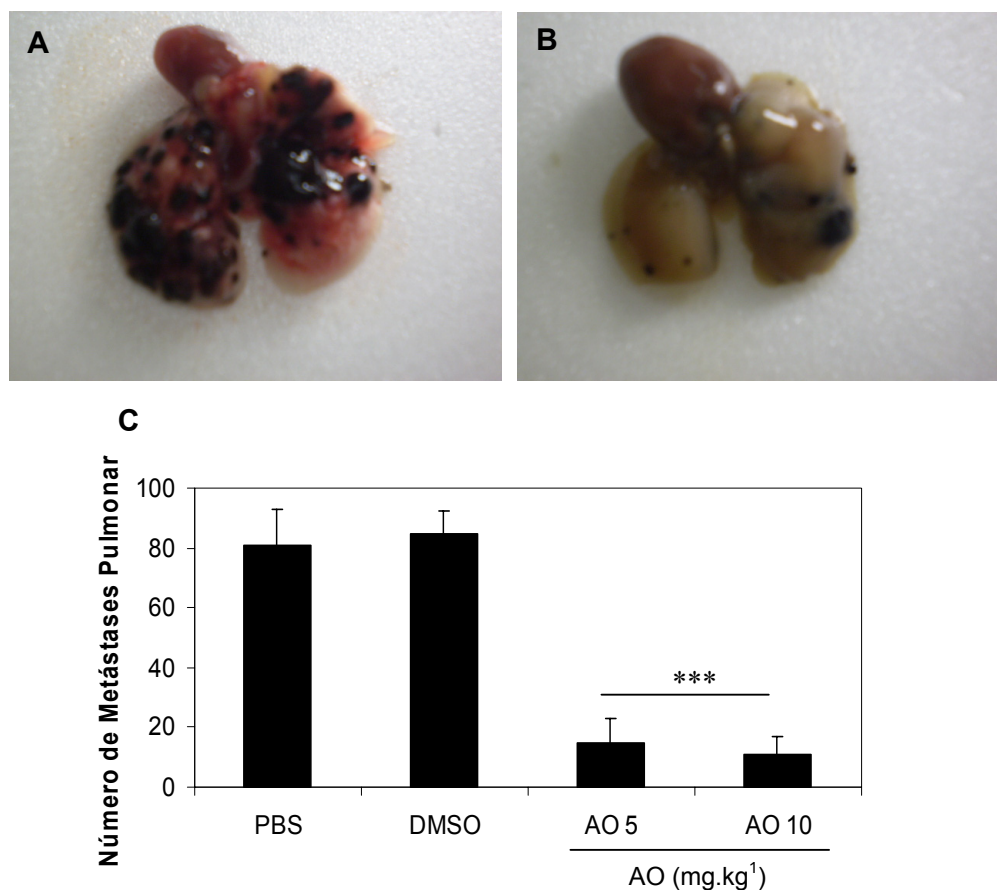 A
B
C
Número de Metástases Pulmonar
100
80
60
40
20
0
***
PBS DMSO AO 5 AO 10
AO (mg.kg¹)